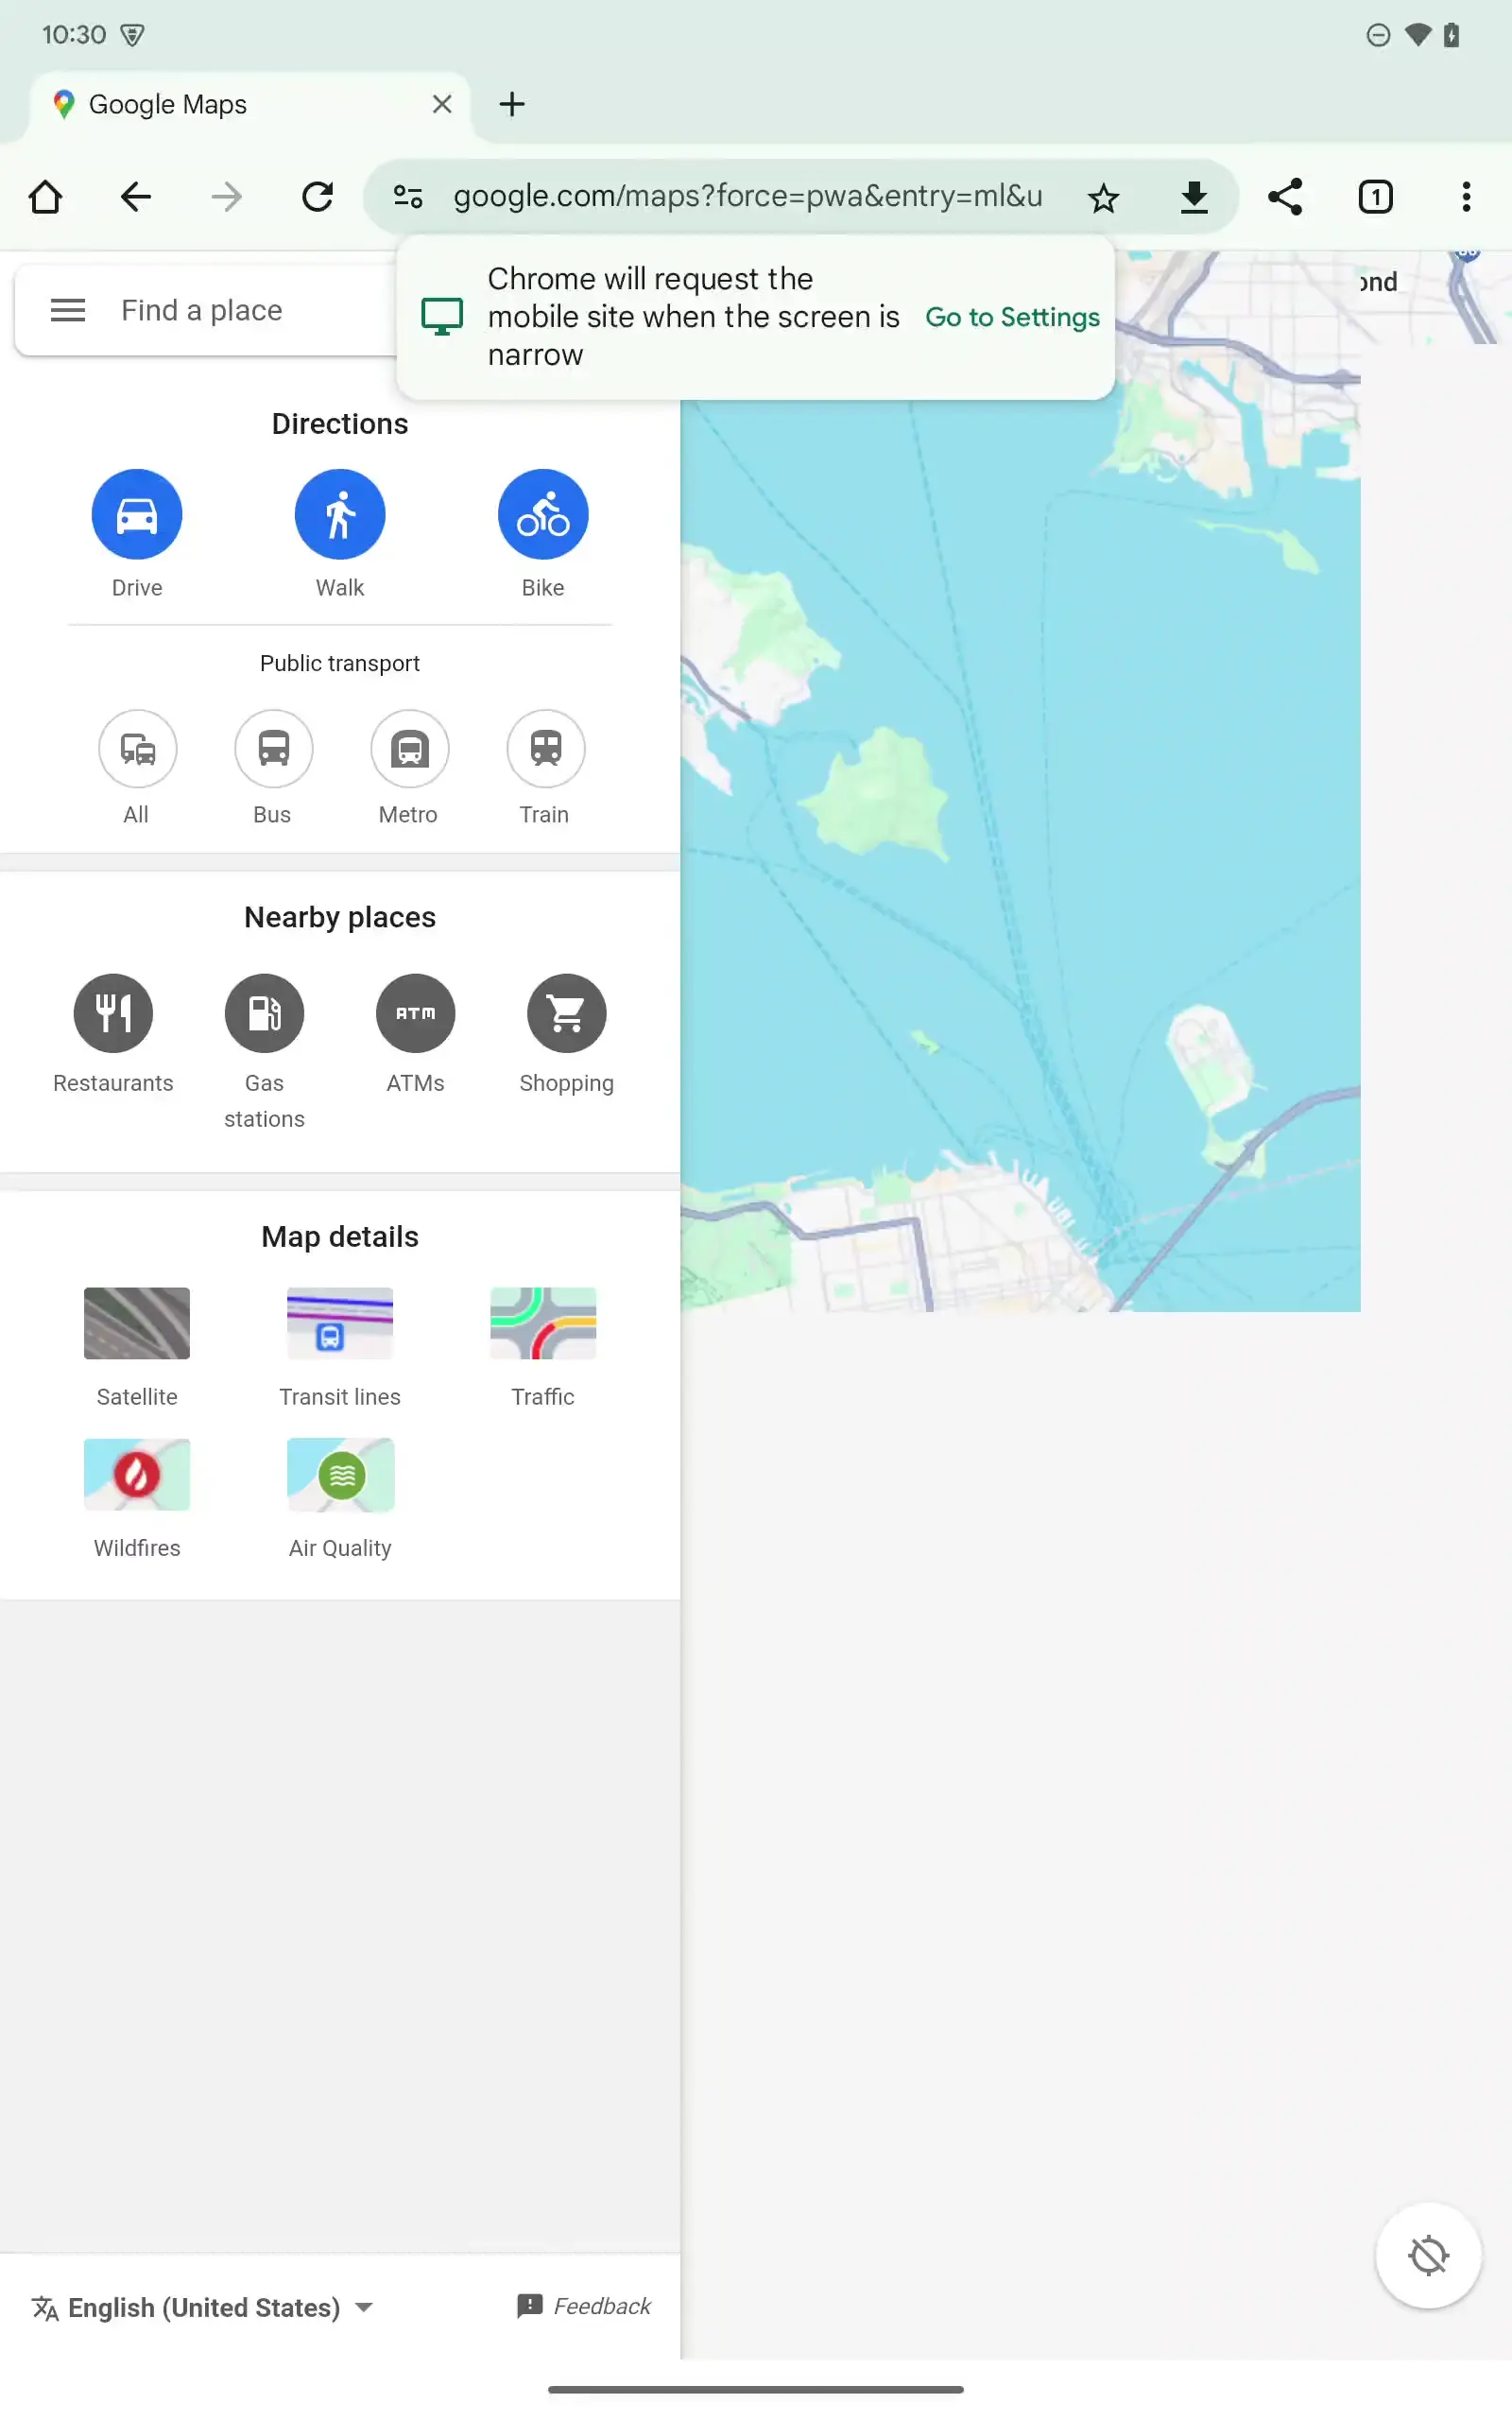 10:30
Google Maps
google.com/maps?force=pwa&entry=ml&u
1
Find a place
Chrome will request the
mobile site when the screen is
narrow
Go to Settings
ond
Directions
Drive
Walk
Bike
Public transport
All
Bus
Metro
Train
Nearby places
ATM
Restaurants
Gas
stations
ATMs
Shopping
Map details
Satellite
Transit lines
Traffic
Wildfires
Air Quality
English (United States)
Feedback